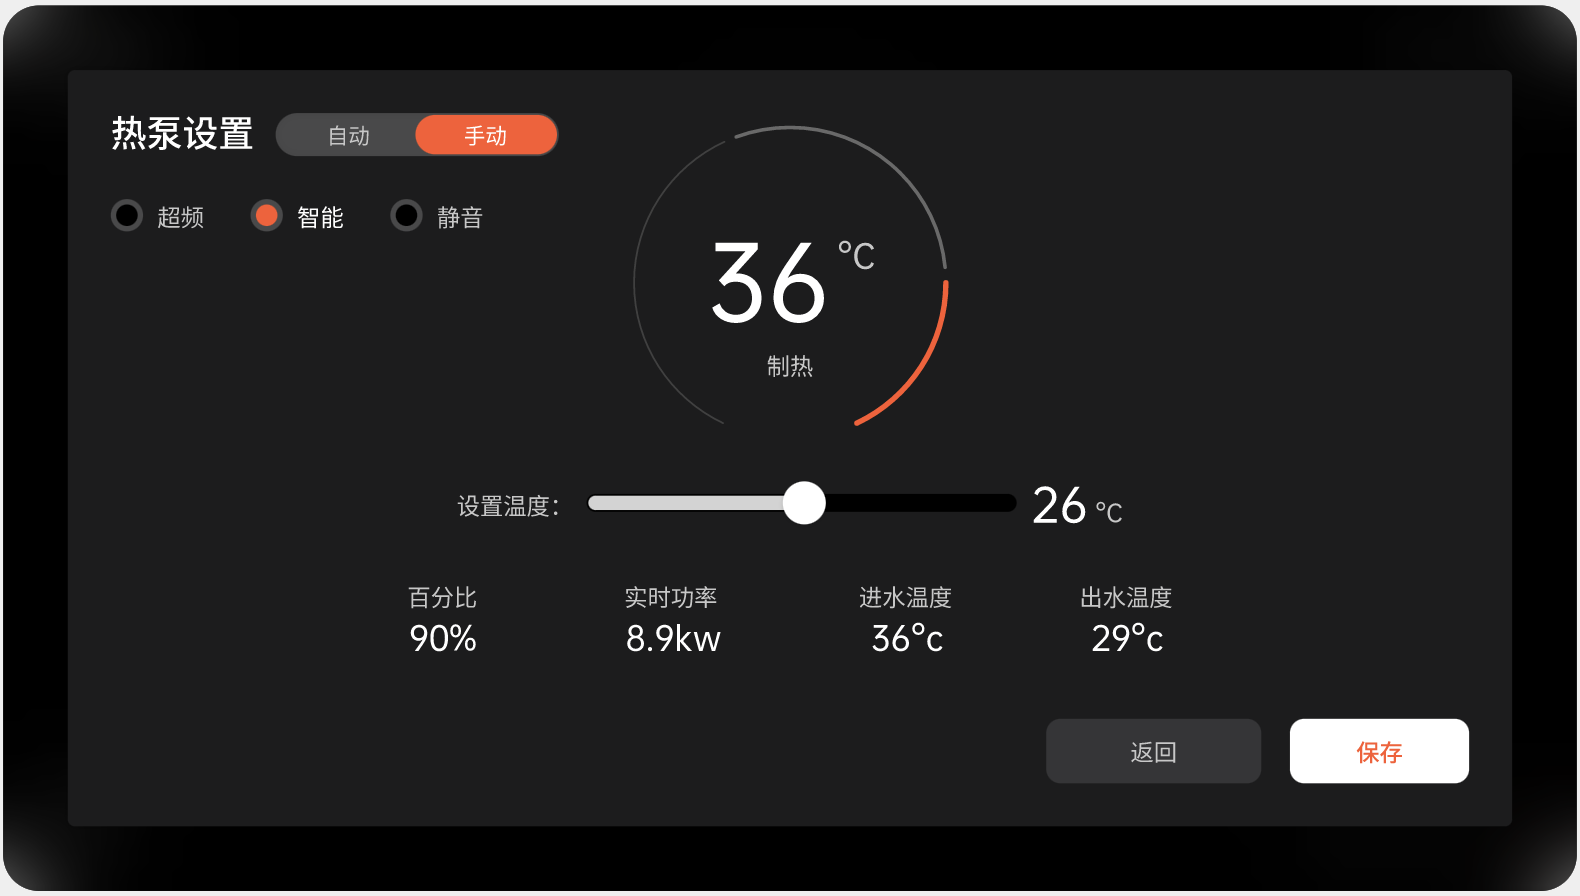 热泵设置 自动 手动
超频 智能 静音
36 °C
制热
设置温度： 26 °C
百分比 实时功率 进水温度 出水温度
90% 8.9kw 36°c 29°c
返回 保存